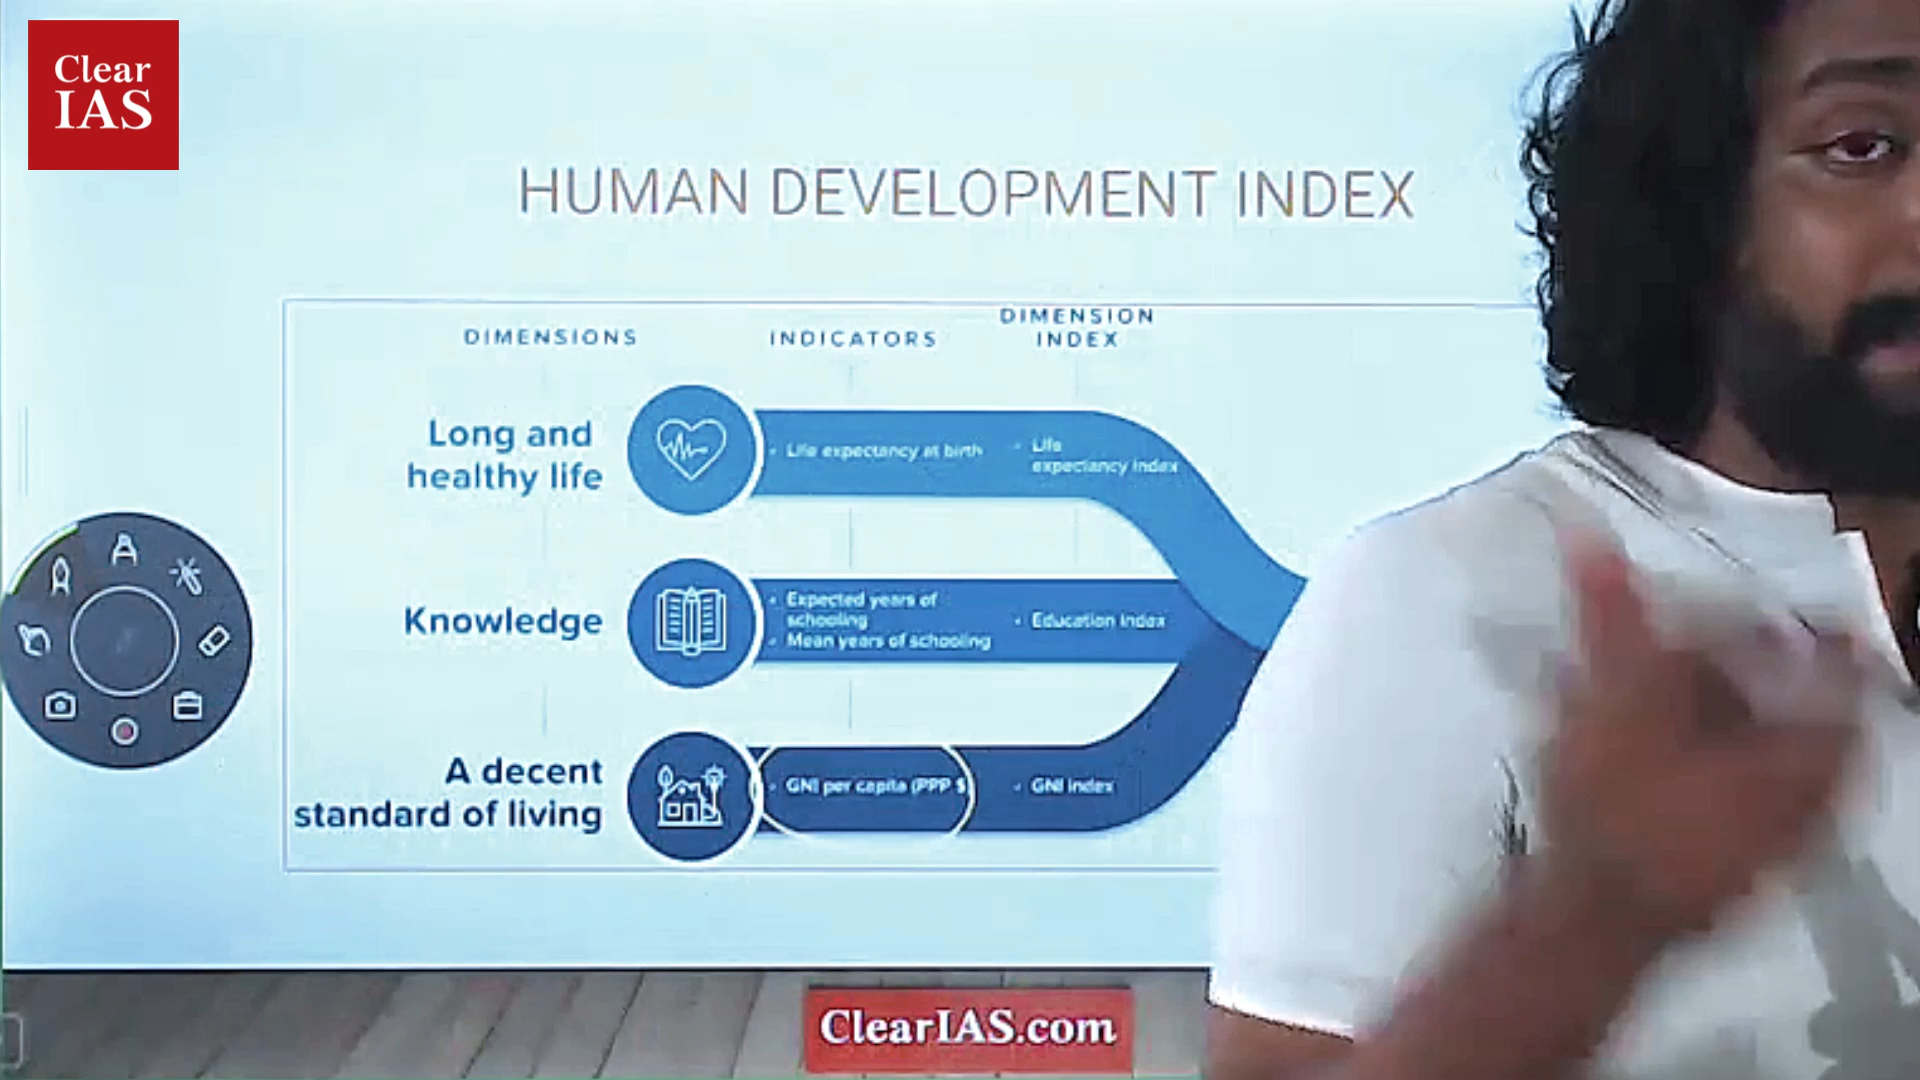 Clear
IAS
HUMAN DEVELOPMENT INDEX
DIMENSIONS
INDICATORS
DIMENSION
INDEX
Long and
healthy life
• Life expectancy at birth
• Life
expectancy index
Knowledge
• Expected years of
schooling
• Mean years of schooling
• Education index
A decent
standard of living
• GNI per capita (PPP $
• GNI index
ClearIAS.com